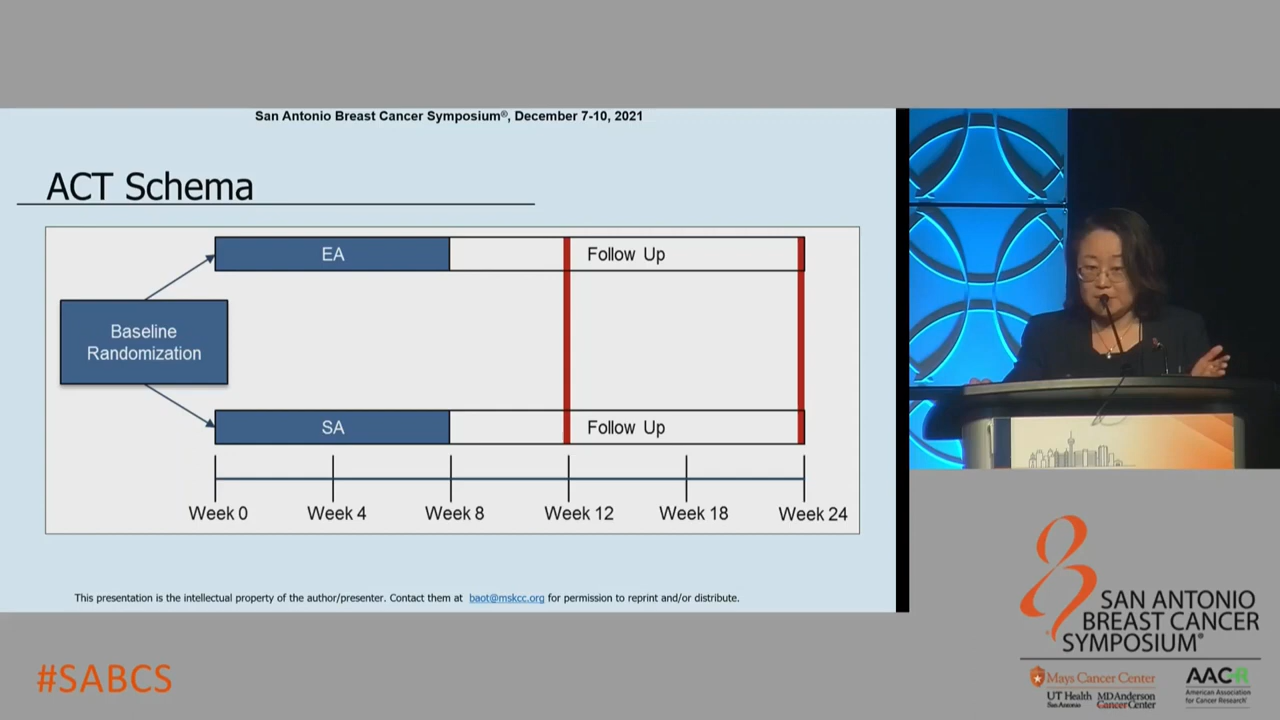 San Antonio Breast Cancer Symposium®, December 7-10, 2021
ACT Schema
EA
Follow Up
Baseline
Randomization
SA
Follow Up
Week 0
Week 4
Week 8
Week 12
Week 18
Week 24
This presentation is the intellectual property of the author/presenter. Contact them at baot@mskcc.org for permission to reprint and/or distribute.
#SABCS
SAN ANTONIO
BREAST CANCER
SYMPOSIUM®
Mays Cancer Center
UT Health
San Antonio
MD Anderson
Cancer Center
AACR
American Association
for Cancer Research®